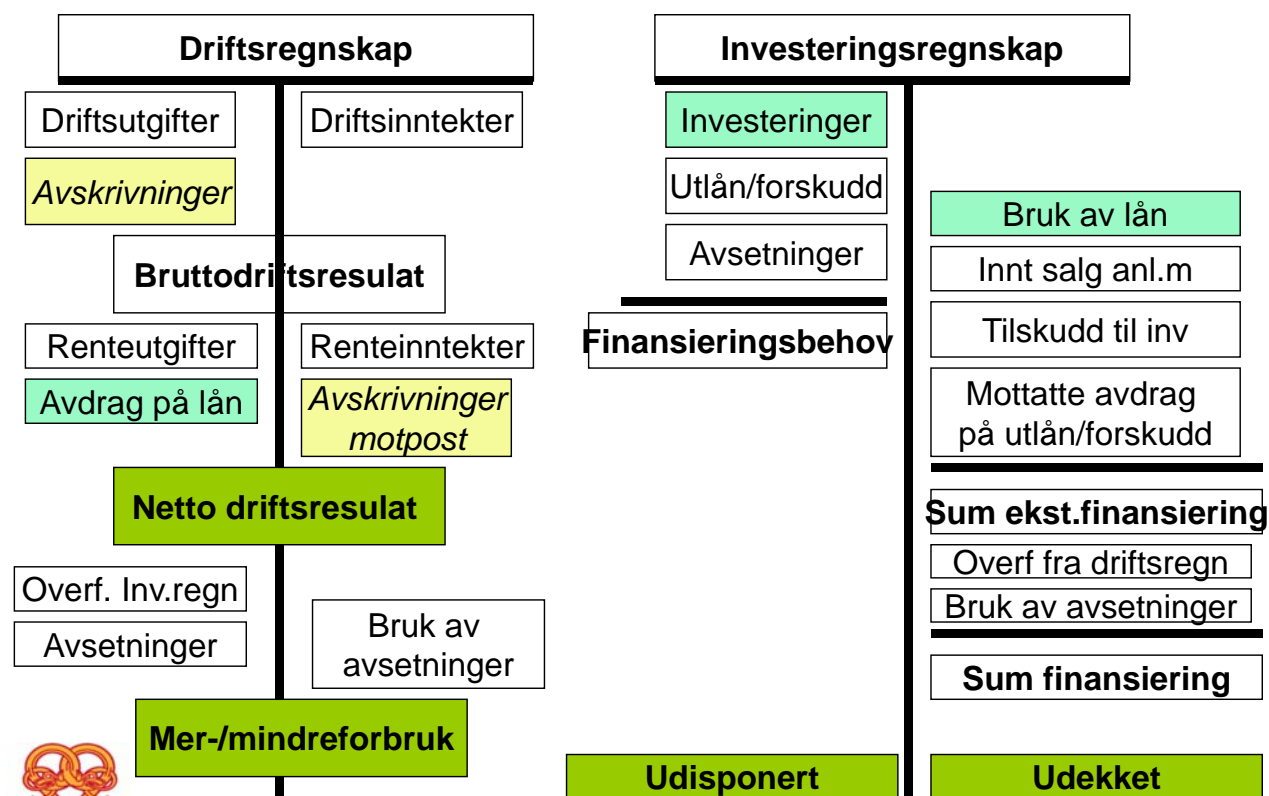 Driftsregnskap
Driftsutgifter
Driftsinntekter
Avskrivninger
Bruttodriftsresulat
Renteutgifter
Renteinntekter
Avdrag på lån
Avskrivninger
motpost
Netto driftsresulat
Overf. Inv.regn
Avsetninger
Bruk av
avsetninger
Mer-/mindreforbruk
Investeringsregnskap
Investeringer
Utlån/forskudd
Avsetninger
Finansieringsbehov
Bruk av lån
Innt salg anl.m
Tilskudd til inv
Mottatte avdrag
på utlån/forskudd
Sum ekst.finansiering
Overf fra driftsregn
Bruk av avsetninger
Sum finansiering
Udisponert
Udekket